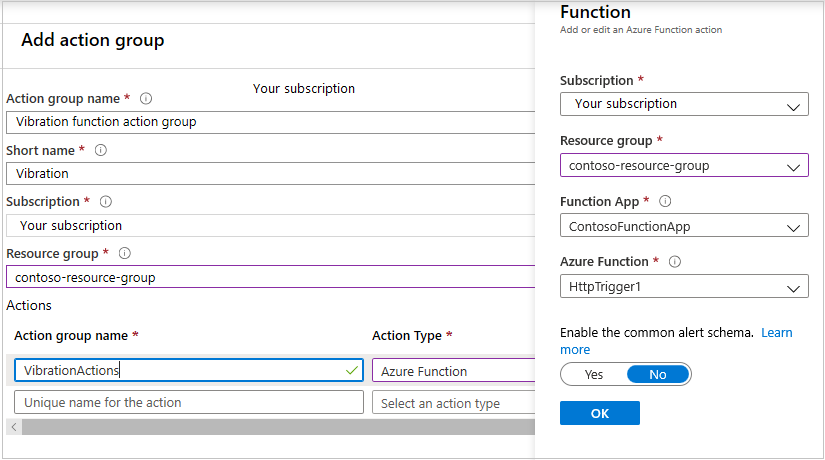 Add action group
Your subscription
Action group name *
Vibration function action group
Short name *
Vibration
Subscription *
Your subscription
Resource group *
contoso-resource-group
Actions
Action group name * Action Type *
VibrationActions Azure Function
Unique name for the action Select an action type
Function
Add or edit an Azure Function action
Subscription *
Your subscription
Resource group *
contoso-resource-group
Function App *
ContosoFunctionApp
Azure Function *
HttpTrigger1
Enable the common alert schema. Learn
more
Yes No
OK